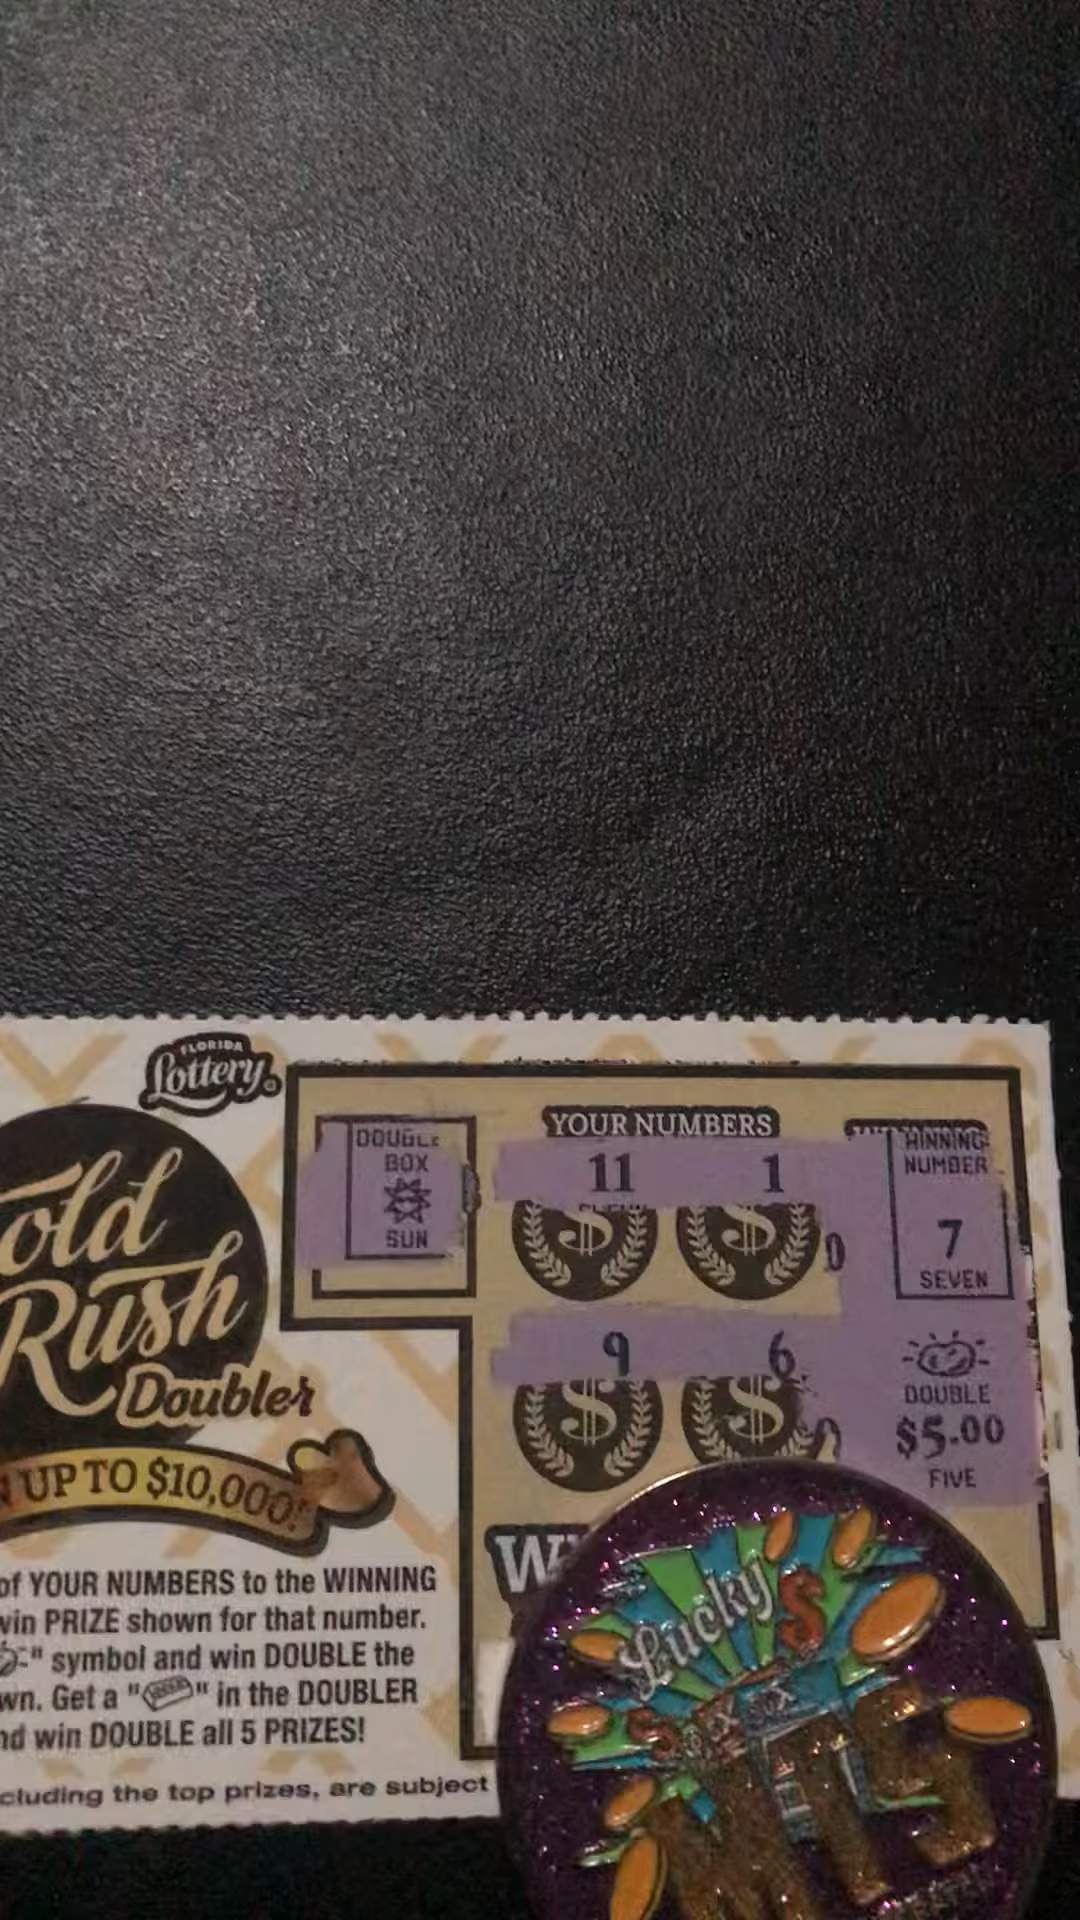 FLORIDA
Lottery
old
Rush
Doubler
UP TO $10,000!
of YOUR NUMBERS to the WINNING
win PRIZE shown for that number.
" symbol and win DOUBLE the
wn. Get a " " in the DOUBLER
nd win DOUBLE all 5 PRIZES!
cluding the top prizes, are subject
DOUBLE
BOX
SUN
YOUR NUMBERS
11 1
$ $
9 6
$ $
WINNING
NUMBER
7
SEVEN
DOUBLE
$5.00
FIVE
W
Lucky $